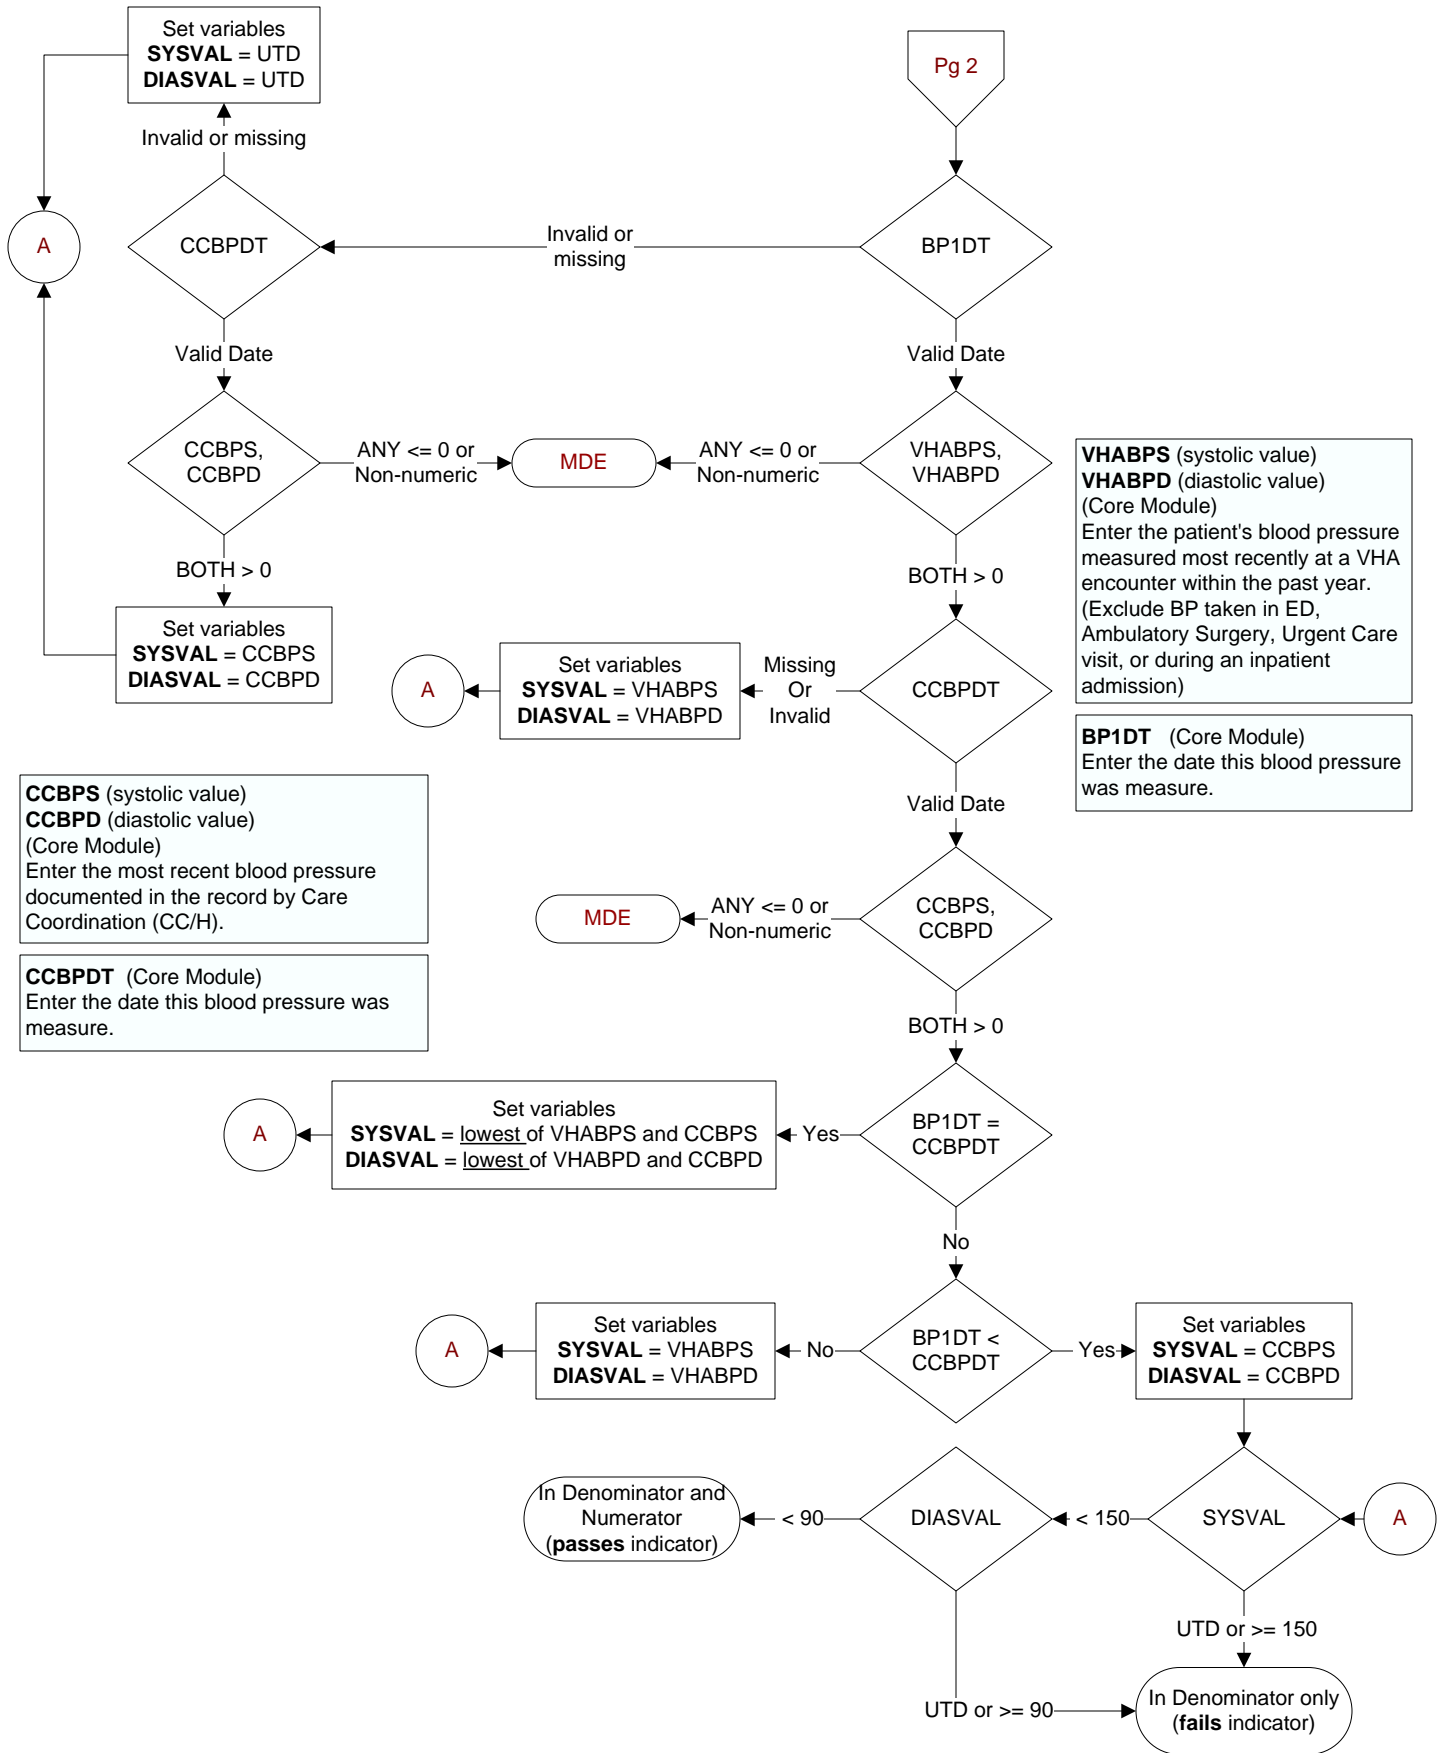 Set variables
SYSVAL = UTD
DIASVAL = UTD
Pg 2
Invalid or missing
A
CCBPDT
Invalid or
missing
BP1DT
Valid Date
Valid Date
CCBPS,
CCBPD
ANY <= 0 or
Non-numeric
MDE
ANY <= 0 or
Non-numeric
VHABPS,
VHABPD
VHABPS (systolic value)
VHABPD (diastolic value)
(Core Module)
Enter the patient's blood pressure
measured most recently at a VHA
encounter within the past year.
(Exclude BP taken in ED,
Ambulatory Surgery, Urgent Care
visit, or during an inpatient
admission)
BOTH > 0
BOTH > 0
Set variables
SYSVAL = CCBPS
DIASVAL = CCBPD
A
Set variables
SYSVAL = VHABPS
DIASVAL = VHABPD
Missing
Or
Invalid
CCBPDT
BP1DT (Core Module)
Enter the date this blood pressure
was measure.
CCBPS (systolic value)
CCBPD (diastolic value)
(Core Module)
Enter the most recent blood pressure
documented in the record by Care
Coordination (CC/H).
Valid Date
MDE
ANY <= 0 or
Non-numeric
CCBPS,
CCBPD
CCBPDT (Core Module)
Enter the date this blood pressure was
measure.
BOTH > 0
A
Set variables
SYSVAL = lowest of VHABPS and CCBPS
DIASVAL = lowest of VHABPD and CCBPD
Yes
BP1DT =
CCBPDT
No
A
Set variables
SYSVAL = VHABPS
DIASVAL = VHABPD
No
BP1DT <
CCBPDT
Yes
Set variables
SYSVAL = CCBPS
DIASVAL = CCBPD
In Denominator and
Numerator
(passes indicator)
< 90
DIASVAL
< 150
SYSVAL
A
UTD or >= 150
UTD or >= 90
In Denominator only
(fails indicator)